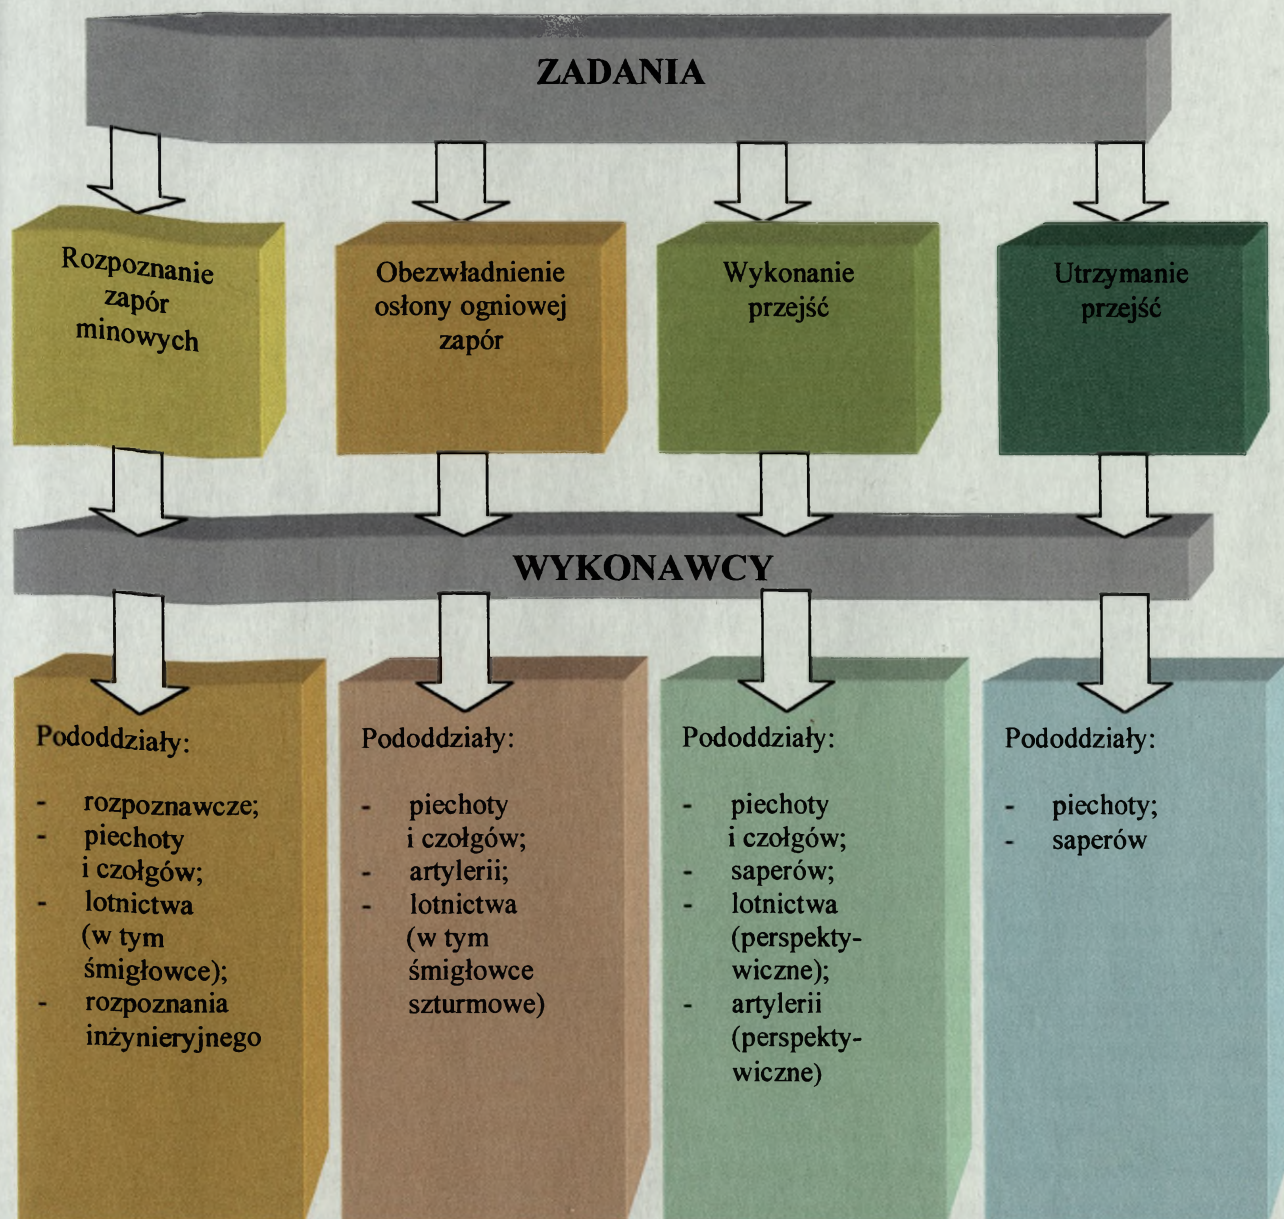 ZADANIA
Rozpoznanie
zapór
minowych
Obezwładnienie
osłony ogniowej
zapór
Wykonanie
przejść
Utrzymanie
przejść
WYKONAWCY
Pododdziały:
- rozpoznawcze;
- piechoty
i czołgów;
- lotnictwa
(w tym
śmigłowce);
- rozpoznania
inżynieryjnego
Pododdziały:
- piechoty
i czołgów;
- artylerii;
- lotnictwa
(w tym
śmigłowce
szturmowe)
Pododdziały:
- piechoty
i czołgów;
- saperów;
- lotnictwa
(perspekty-
wiczne);
- artylerii
(perspekty-
wiczne)
Pododdziały:
- piechoty;
- saperów